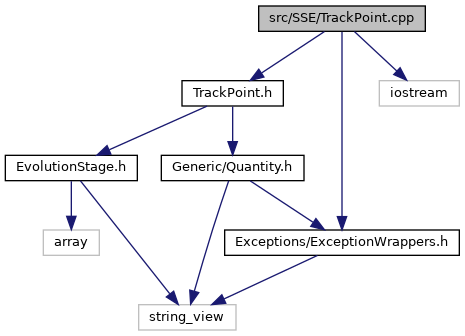 src/SSE/TrackPoint.cpp
TrackPoint.h
iostream
EvolutionStage.h
Generic/Quantity.h
array
Exceptions/ExceptionWrappers.h
string_view